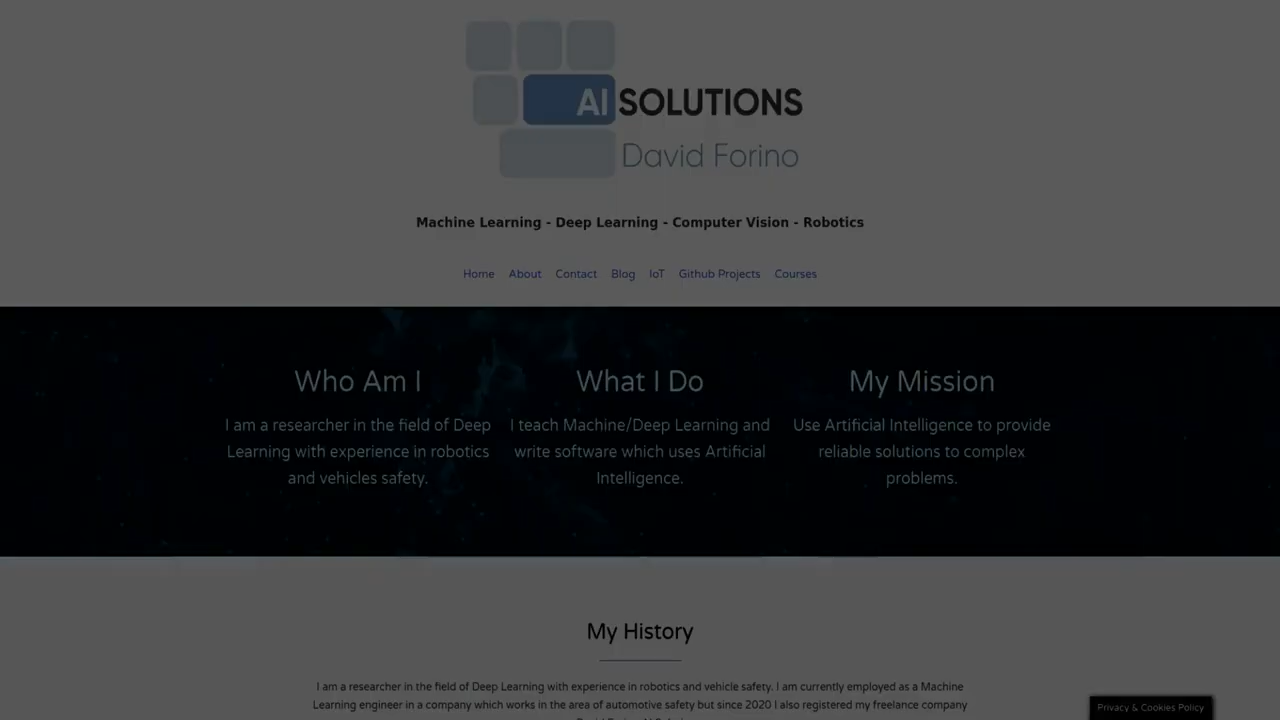 AI SOLUTIONS
David Forino
Machine Learning - Deep Learning - Computer Vision - Robotics
Home About Contact Blog IoT Github Projects Courses
Who Am I
I am a researcher in the field of Deep
Learning with experience in robotics
and vehicles safety.
What I Do
I teach Machine/Deep Learning and
write software which uses Artificial
Intelligence.
My Mission
Use Artificial Intelligence to provide
reliable solutions to complex
problems.
My History
I am a researcher in the field of Deep Learning with experience in robotics and vehicle safety. I am currently employed as a Machine
Learning engineer in a company which works in the area of automotive safety but since 2020 I also registered my freelance company
Privacy & Cookies Policy